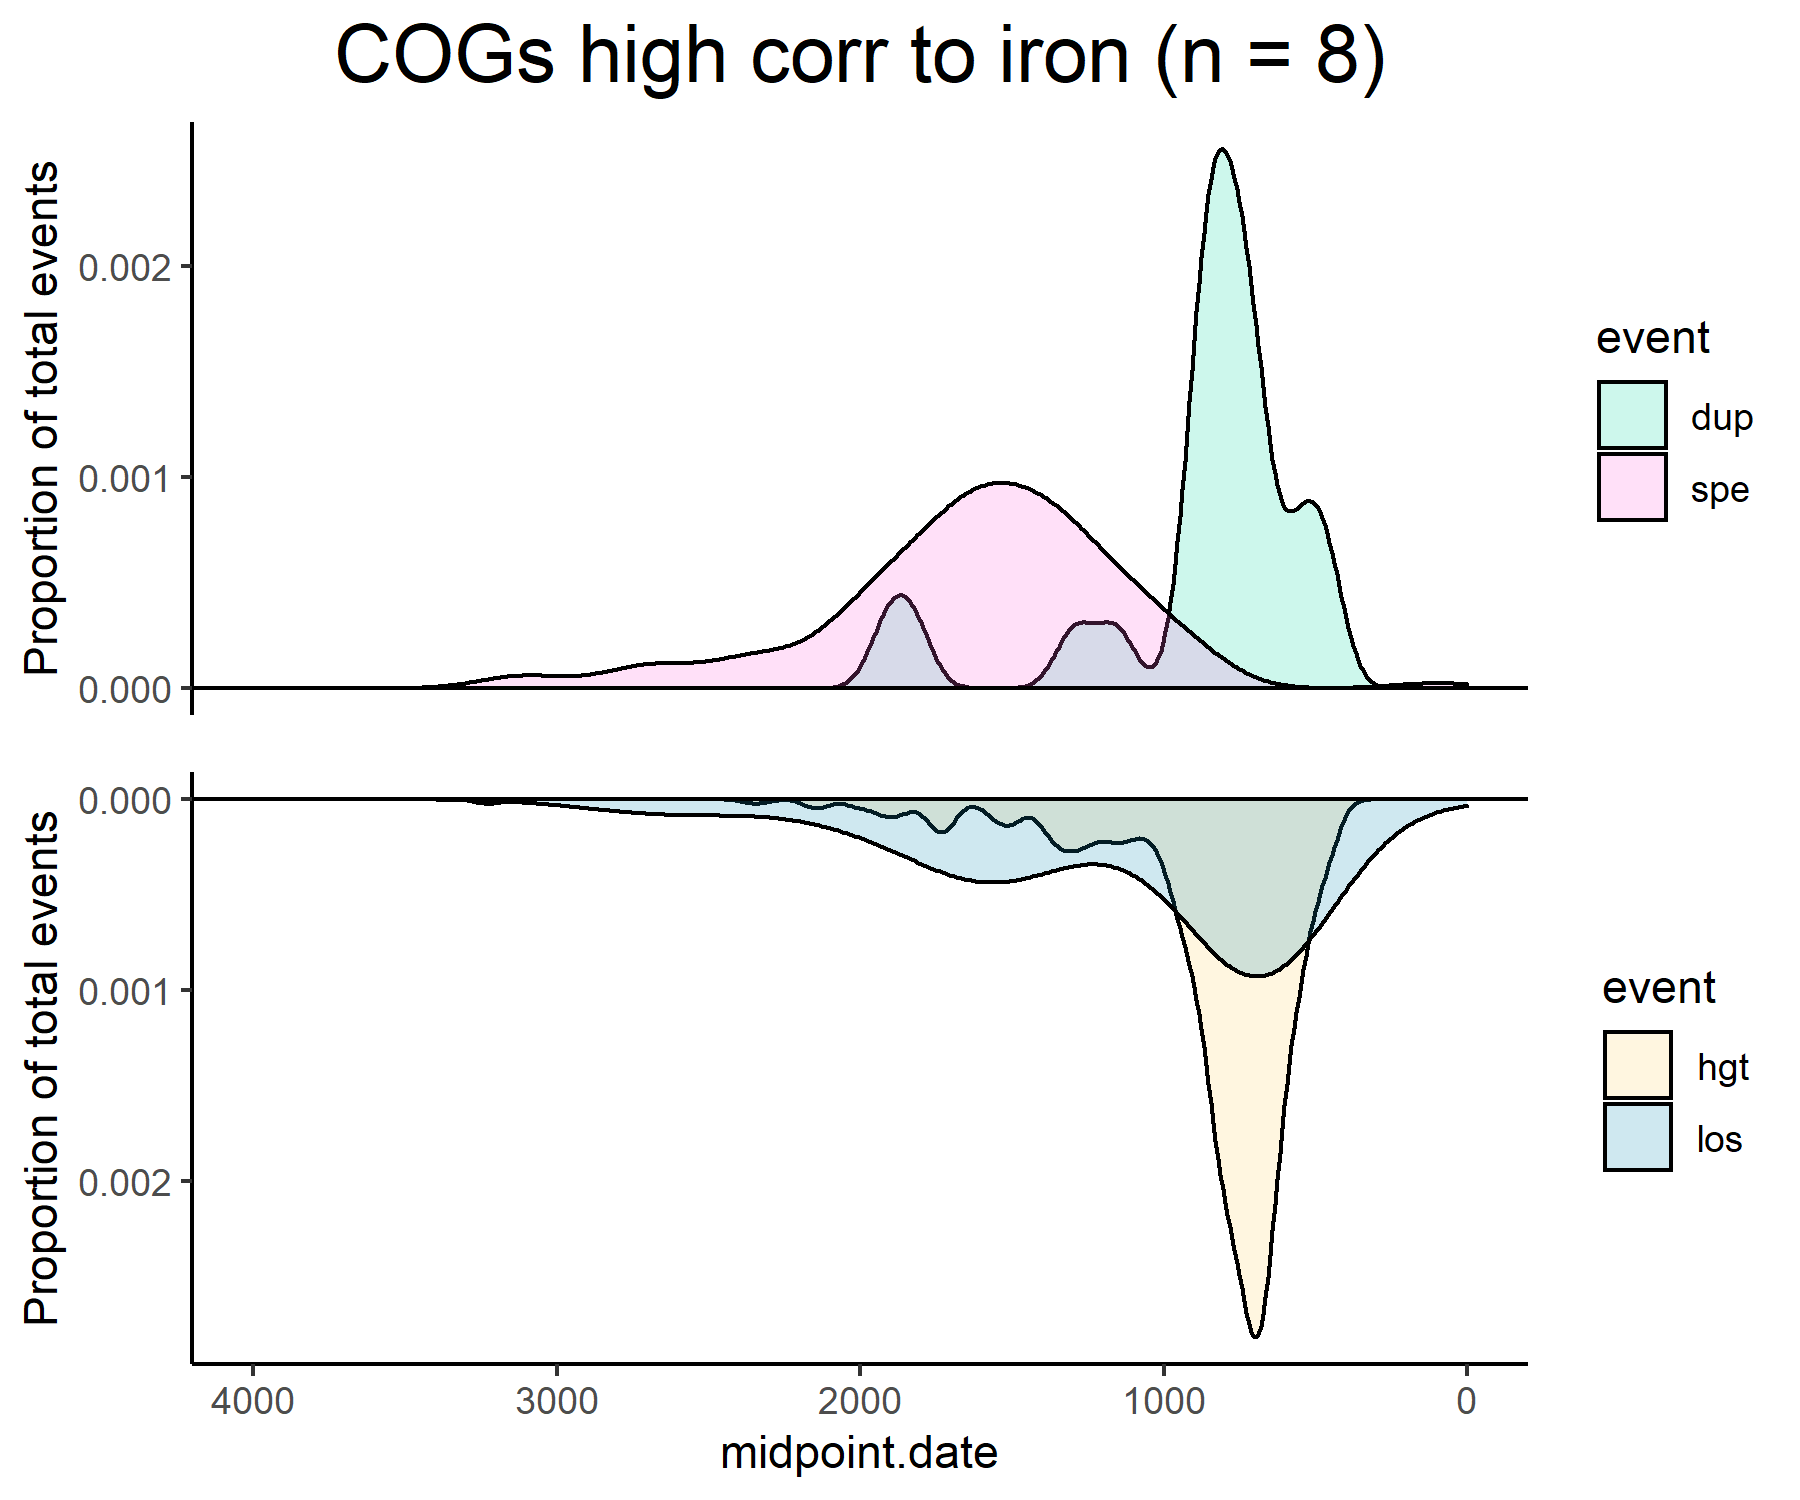 COGs high corr to iron (n = 8)
Proportion of total events
0.002
0.001
0.000
event
dup
spe
Proportion of total events
0.000
0.001
0.002
event
hgt
los
4000 3000 2000 1000 0
midpoint.date